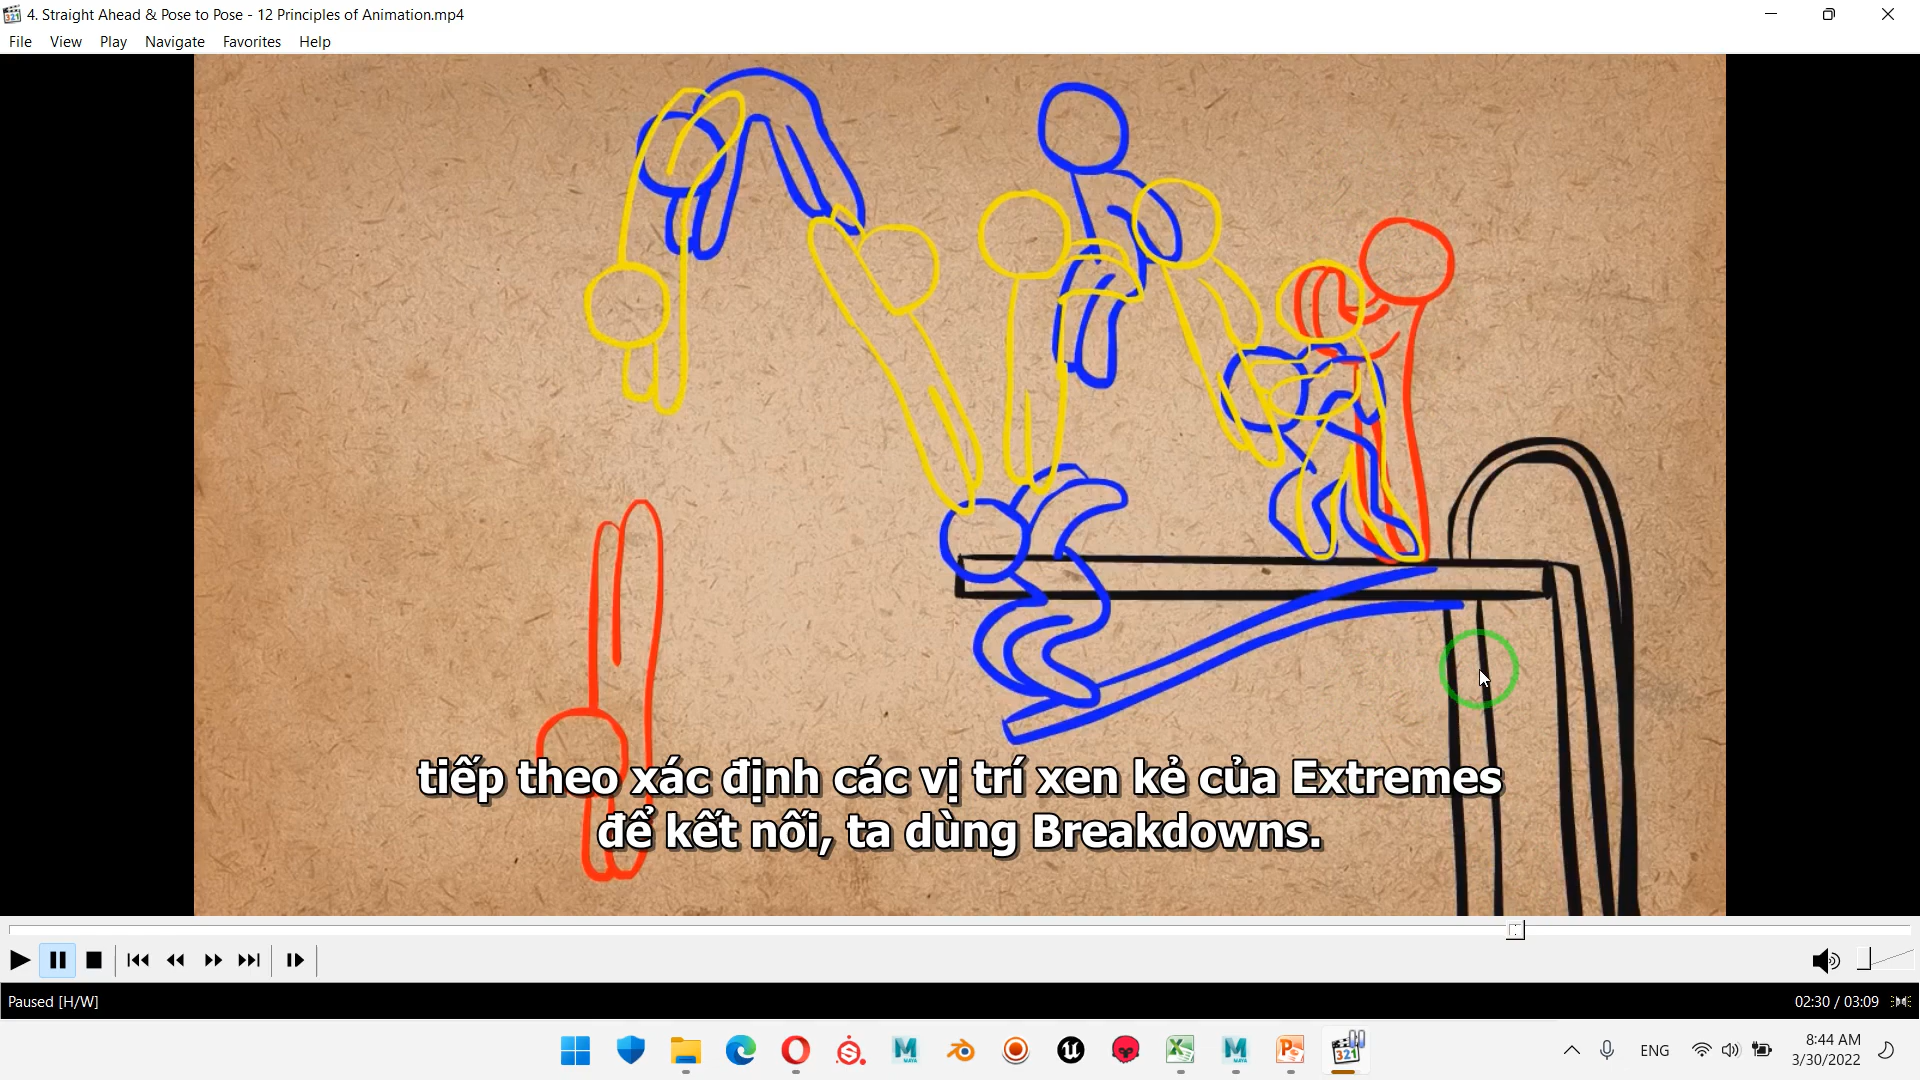 4. Straight Ahead & Pose to Pose - 12 Principles of Animation.mp4
File View Play Navigate Favorites Help
tiếp theo xác định các vị trí xen kẻ của Extremes
để kết nối, ta dùng Breakdowns.
Paused [H/W]
02:30 / 03:09
ENG
8:44 AM
3/30/2022